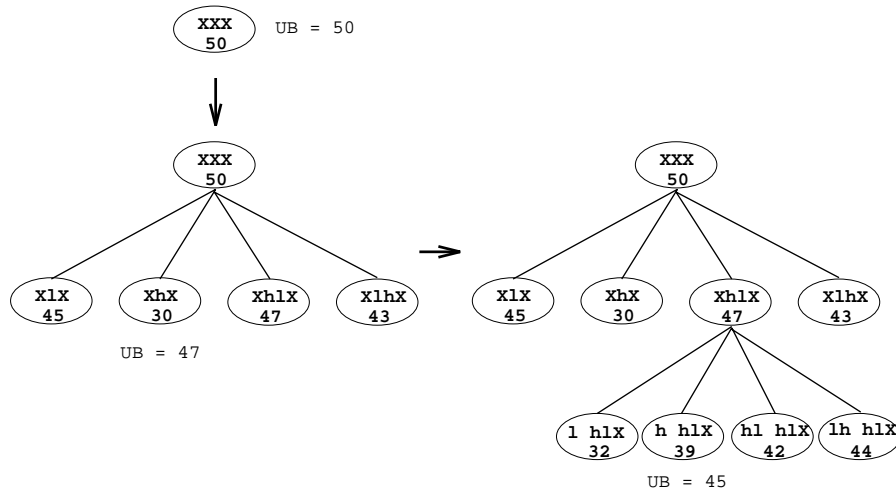 XXX
50
UB = 50
XXX
50
XlX
45
XhX
30
XhlX
47
XlhX
43
UB = 47
XXX
50
XlX
45
XhX
30
XhlX
47
XlhX
43
l hlX
32
h hlX
39
hl hlX
42
lh hlX
44
UB = 45